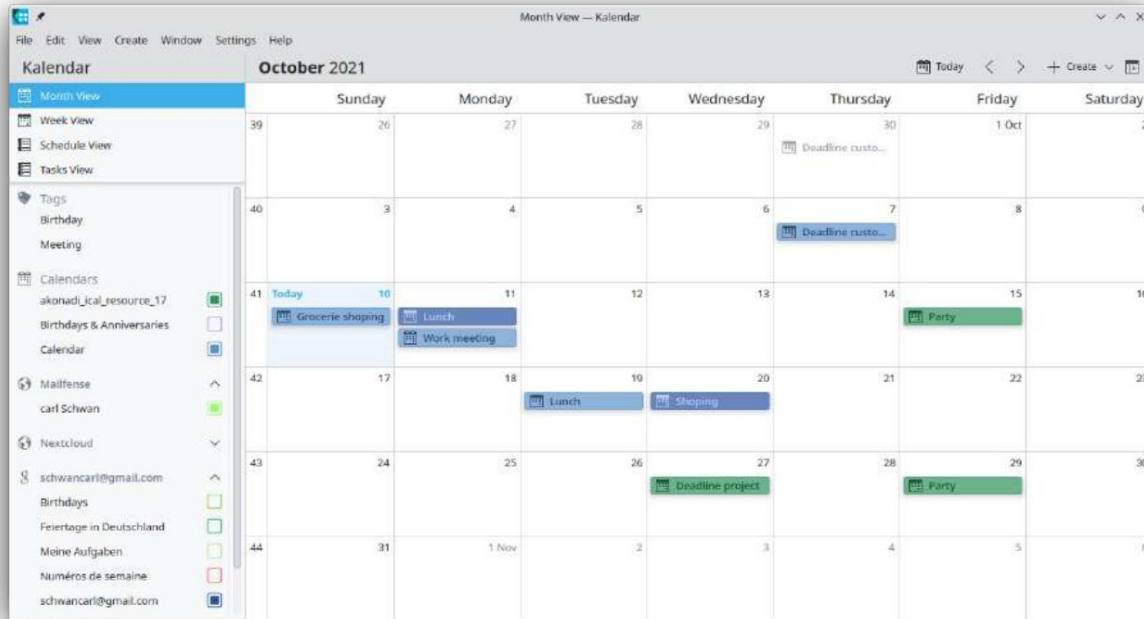 Month View — Kalendar
File Edit View Create Window Settings Help
Kalendar
October 2021
Today
Create
Month View
Week View
Schedule View
Tasks View
Tags
Birthday
Meeting
Calendars
akonadi_ical_resource_17
Birthdays & Anniversaries
Calendar
Mailfense
carl Schwan
Nextcloud
schwancarl@gmail.com
Birthdays
Feiertage in Deutschland
Meine Aufgaben
Numéros de semaine
schwancarl@gmail.com
Sunday Monday Tuesday Wednesday Thursday Friday Saturday
39 26 27 28 29 30 1 Oct
Deadline custo...
40 3 4 5 6 7 8
Deadline custo...
41 Today 10 11 12 13 14 15
Grocerie shoping Lunch Party
Work meeting
42 17 18 19 20 21 22
Lunch Shoping
43 24 25 26 27 28 29
Deadline project Party
44 31 1 Nov 2 3 4 5